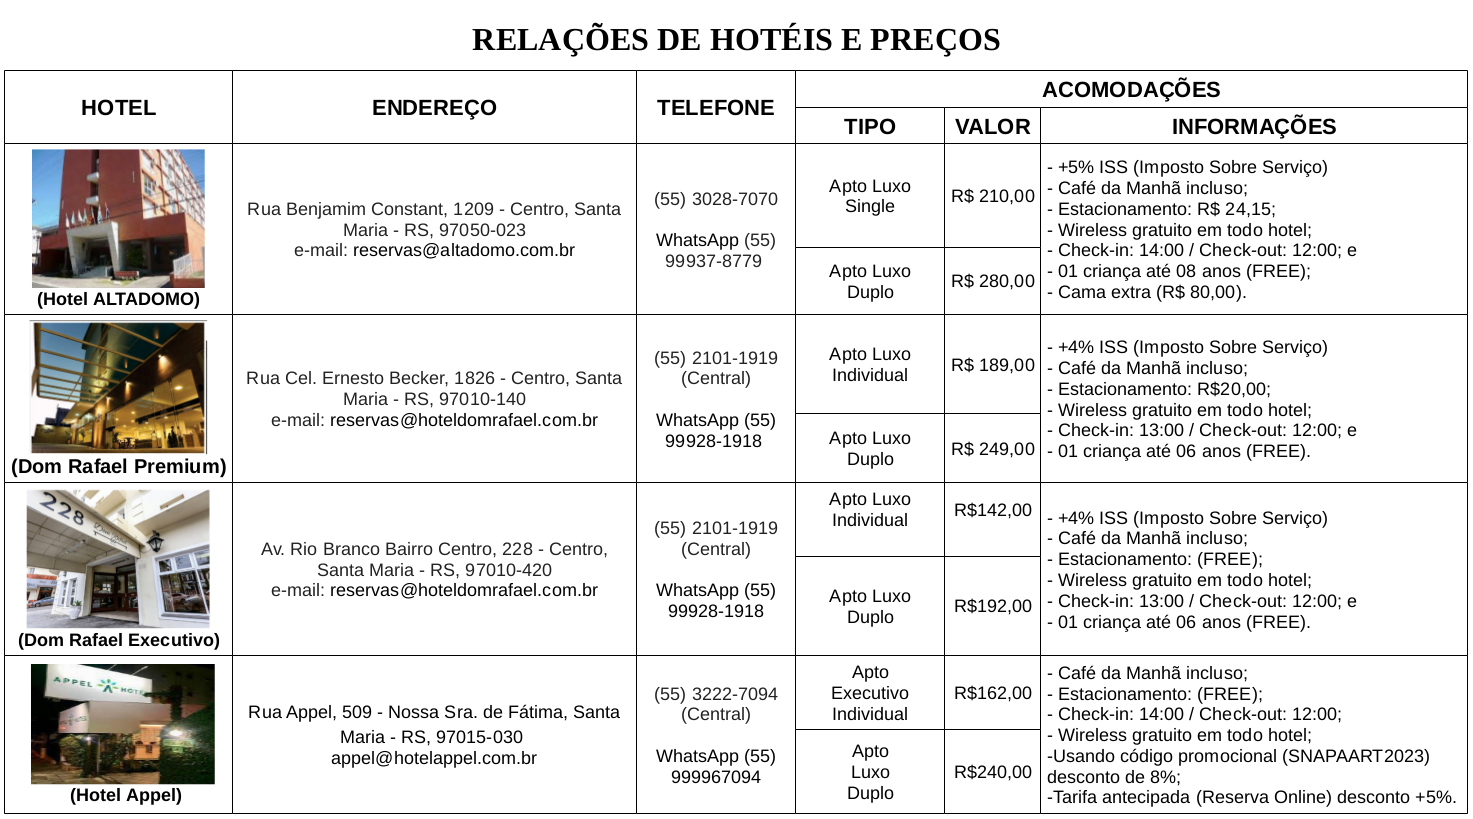 RELAÇÕES DE HOTÉIS E PREÇOS
HOTEL
ENDEREÇO
TELEFONE
ACOMODAÇÕES
TIPO
VALOR
INFORMAÇÕES
(Hotel ALTADOMO)
Rua Benjamim Constant, 1209 - Centro, Santa
Maria - RS, 97050-023
e-mail: reservas@altadomo.com.br
(55) 3028-7070
WhatsApp (55)
99937-8779
Apto Luxo
Single
R$ 210,00
Apto Luxo
Duplo
R$ 280,00
- +5% ISS (Imposto Sobre Serviço)
- Café da Manhã incluso;
- Estacionamento: R$ 24,15;
- Wireless gratuito em todo hotel;
- Check-in: 14:00 / Check-out: 12:00; e
- 01 criança até 08 anos (FREE);
- Cama extra (R$ 80,00).
(Dom Rafael Premium)
Rua Cel. Ernesto Becker, 1826 - Centro, Santa
Maria - RS, 97010-140
e-mail: reservas@hoteldomrafael.com.br
(55) 2101-1919
(Central)
WhatsApp (55)
99928-1918
Apto Luxo
Individual
R$ 189,00
Apto Luxo
Duplo
R$ 249,00
- +4% ISS (Imposto Sobre Serviço)
- Café da Manhã incluso;
- Estacionamento: R$20,00;
- Wireless gratuito em todo hotel;
- Check-in: 13:00 / Check-out: 12:00; e
- 01 criança até 06 anos (FREE).
228
(Dom Rafael Executivo)
Av. Rio Branco Bairro Centro, 228 - Centro,
Santa Maria - RS, 97010-420
e-mail: reservas@hoteldomrafael.com.br
(55) 2101-1919
(Central)
WhatsApp (55)
99928-1918
Apto Luxo
Individual
R$142,00
Apto Luxo
Duplo
R$192,00
- +4% ISS (Imposto Sobre Serviço)
- Café da Manhã incluso;
- Estacionamento: (FREE);
- Wireless gratuito em todo hotel;
- Check-in: 13:00 / Check-out: 12:00; e
- 01 criança até 06 anos (FREE).
APPEL HOTÉ
(Hotel Appel)
Rua Appel, 509 - Nossa Sra. de Fátima, Santa
Maria - RS, 97015-030
appel@hotelappel.com.br
(55) 3222-7094
(Central)
WhatsApp (55)
999967094
Apto
Executivo
Individual
R$162,00
Apto
Luxo
Duplo
R$240,00
- Café da Manhã incluso;
- Estacionamento: (FREE);
- Check-in: 14:00 / Check-out: 12:00;
- Wireless gratuito em todo hotel;
-Usando código promocional (SNAPAART2023)
desconto de 8%;
-Tarifa antecipada (Reserva Online) desconto +5%.